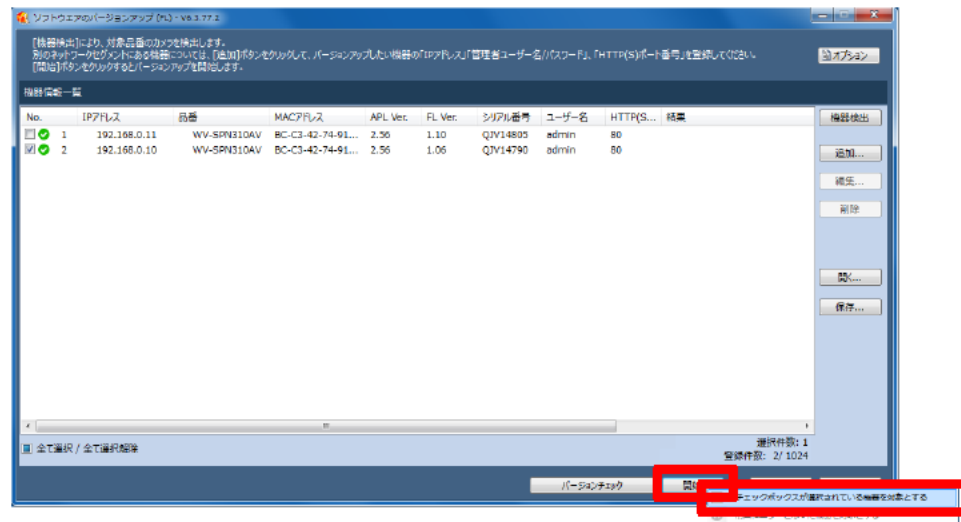 ソフトウエアのバージョンアップ (FL) - V6.3.77.2
[機器検出]により、対象品番のカメラを検出します。
別のネットワークセグメントにある機器については、[追加]ボタンをクリックして、バージョンアップしたい機器の「IPアドレス」「管理者ユーザー名/パスワード」、「HTTP(S)ポート番号」を登録してください。
[開始]ボタンをクリックするとバージョンアップを開始します。
オプション
機器情報一覧
No. IPアドレス 品番 MACアドレス APL Ver. FL Ver. シリアル番号 ユーザー名 HTTP(S... 結果
機器検出
1 192.168.0.11 WV-SPN310AV BC-C3-42-74-91... 2.56 1.10 QJV14805 admin 80
2 192.168.0.10 WV-SPN310AV BC-C3-42-74-91... 2.56 1.06 QJV14790 admin 80
追加...
編集...
削除
開く...
保存...
全て選択 / 全て選択解除
選択件数: 1
登録件数: 2/ 1024
バージョンチェック
開始
チェックボックスが選択されている機器を対象とする